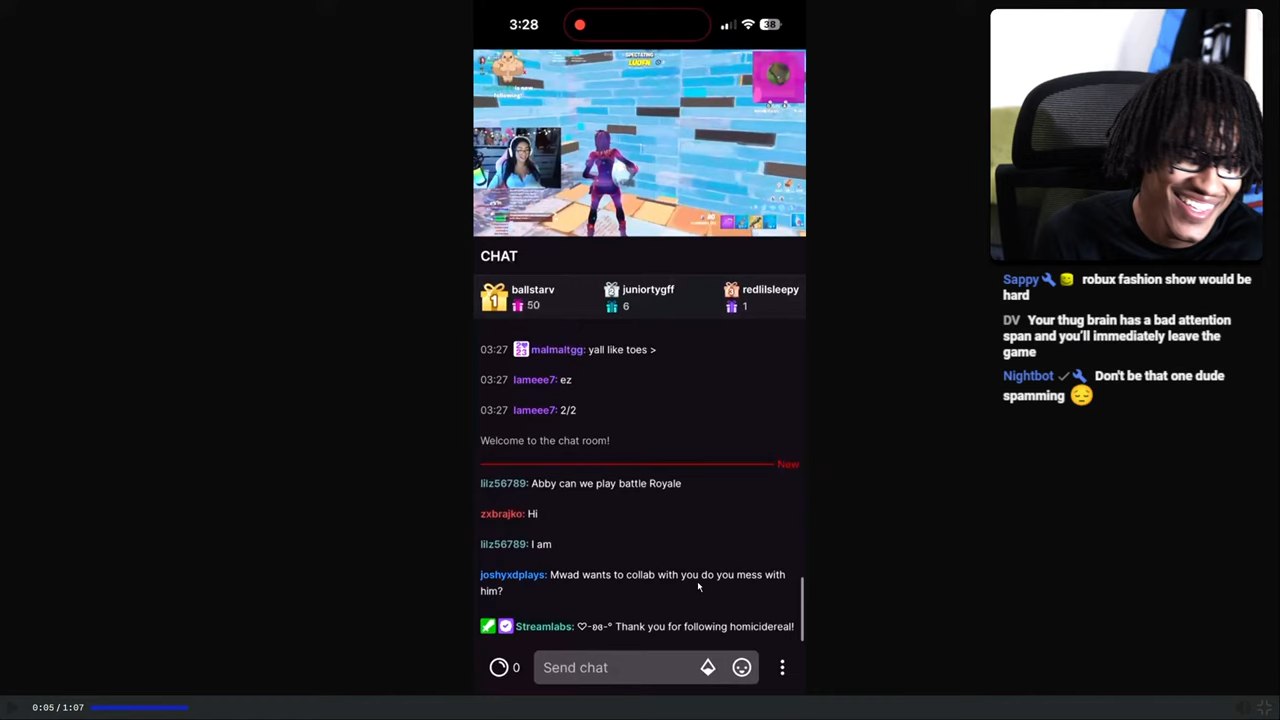 3:28
38
SPECTATING
CHAT
1
ballstarv
50
2
juniortygff
6
3
redlilsleepy
1
03:27 malmaltgg: yall like toes >
03:27 lameee7: ez
03:27 lameee7: 2/2
Welcome to the chat room!
New
lilz56789: Abby can we play battle Royale
zxbrajko: Hi
lilz56789: I am
joshyxdplays: Mwad wants to collab with you do you mess with
him?
Streamlabs: ♡-ʚɞ-° Thank you for following homicidereal!
0
Send chat
Sappy robux fashion show would be
hard
DV Your thug brain has a bad attention
span and you'll immediately leave the
game
Nightbot Don't be that one dude
spamming 😔
0:05 / 1:07